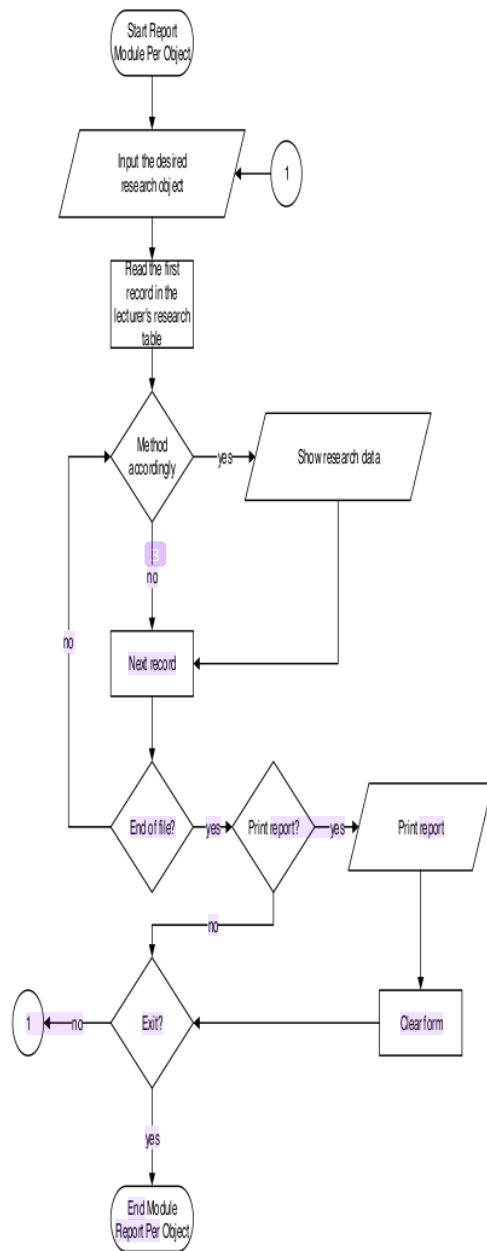 Start Report
Module Per Object
Input the desired
research object
1
Read the first
record in the
lecturer's research
table
Method
accordingly
yes
Show research data
3
no
no
Next record
End of file?
yes
Print report?
yes
Print report
no
1
no
Exit?
Clear form
yes
End Module
Report Per Object